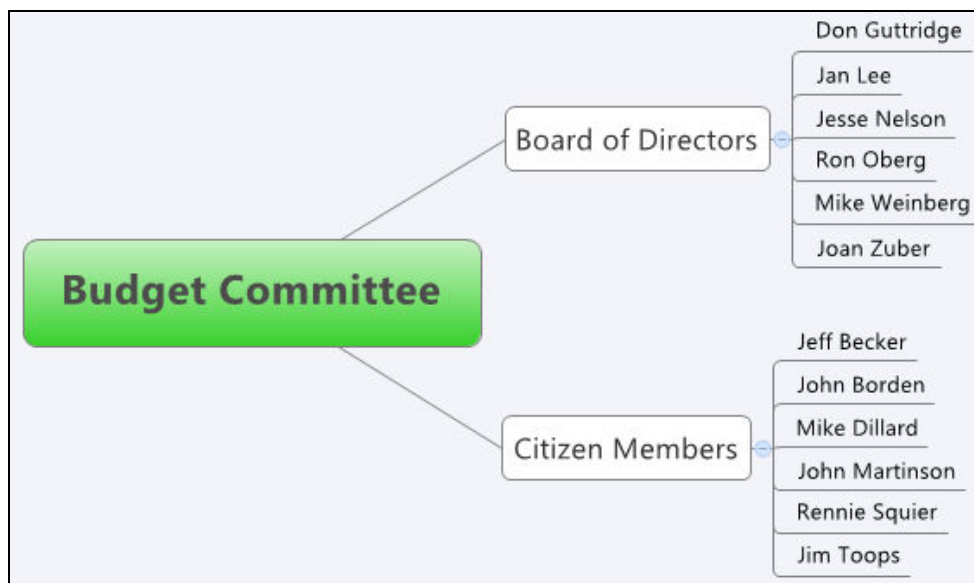 Budget Committee
Board of Directors
Don Guttridge
Jan Lee
Jesse Nelson
Ron Oberg
Mike Weinberg
Joan Zuber
Citizen Members
Jeff Becker
John Borden
Mike Dillard
John Martinson
Rennie Squier
Jim Toops